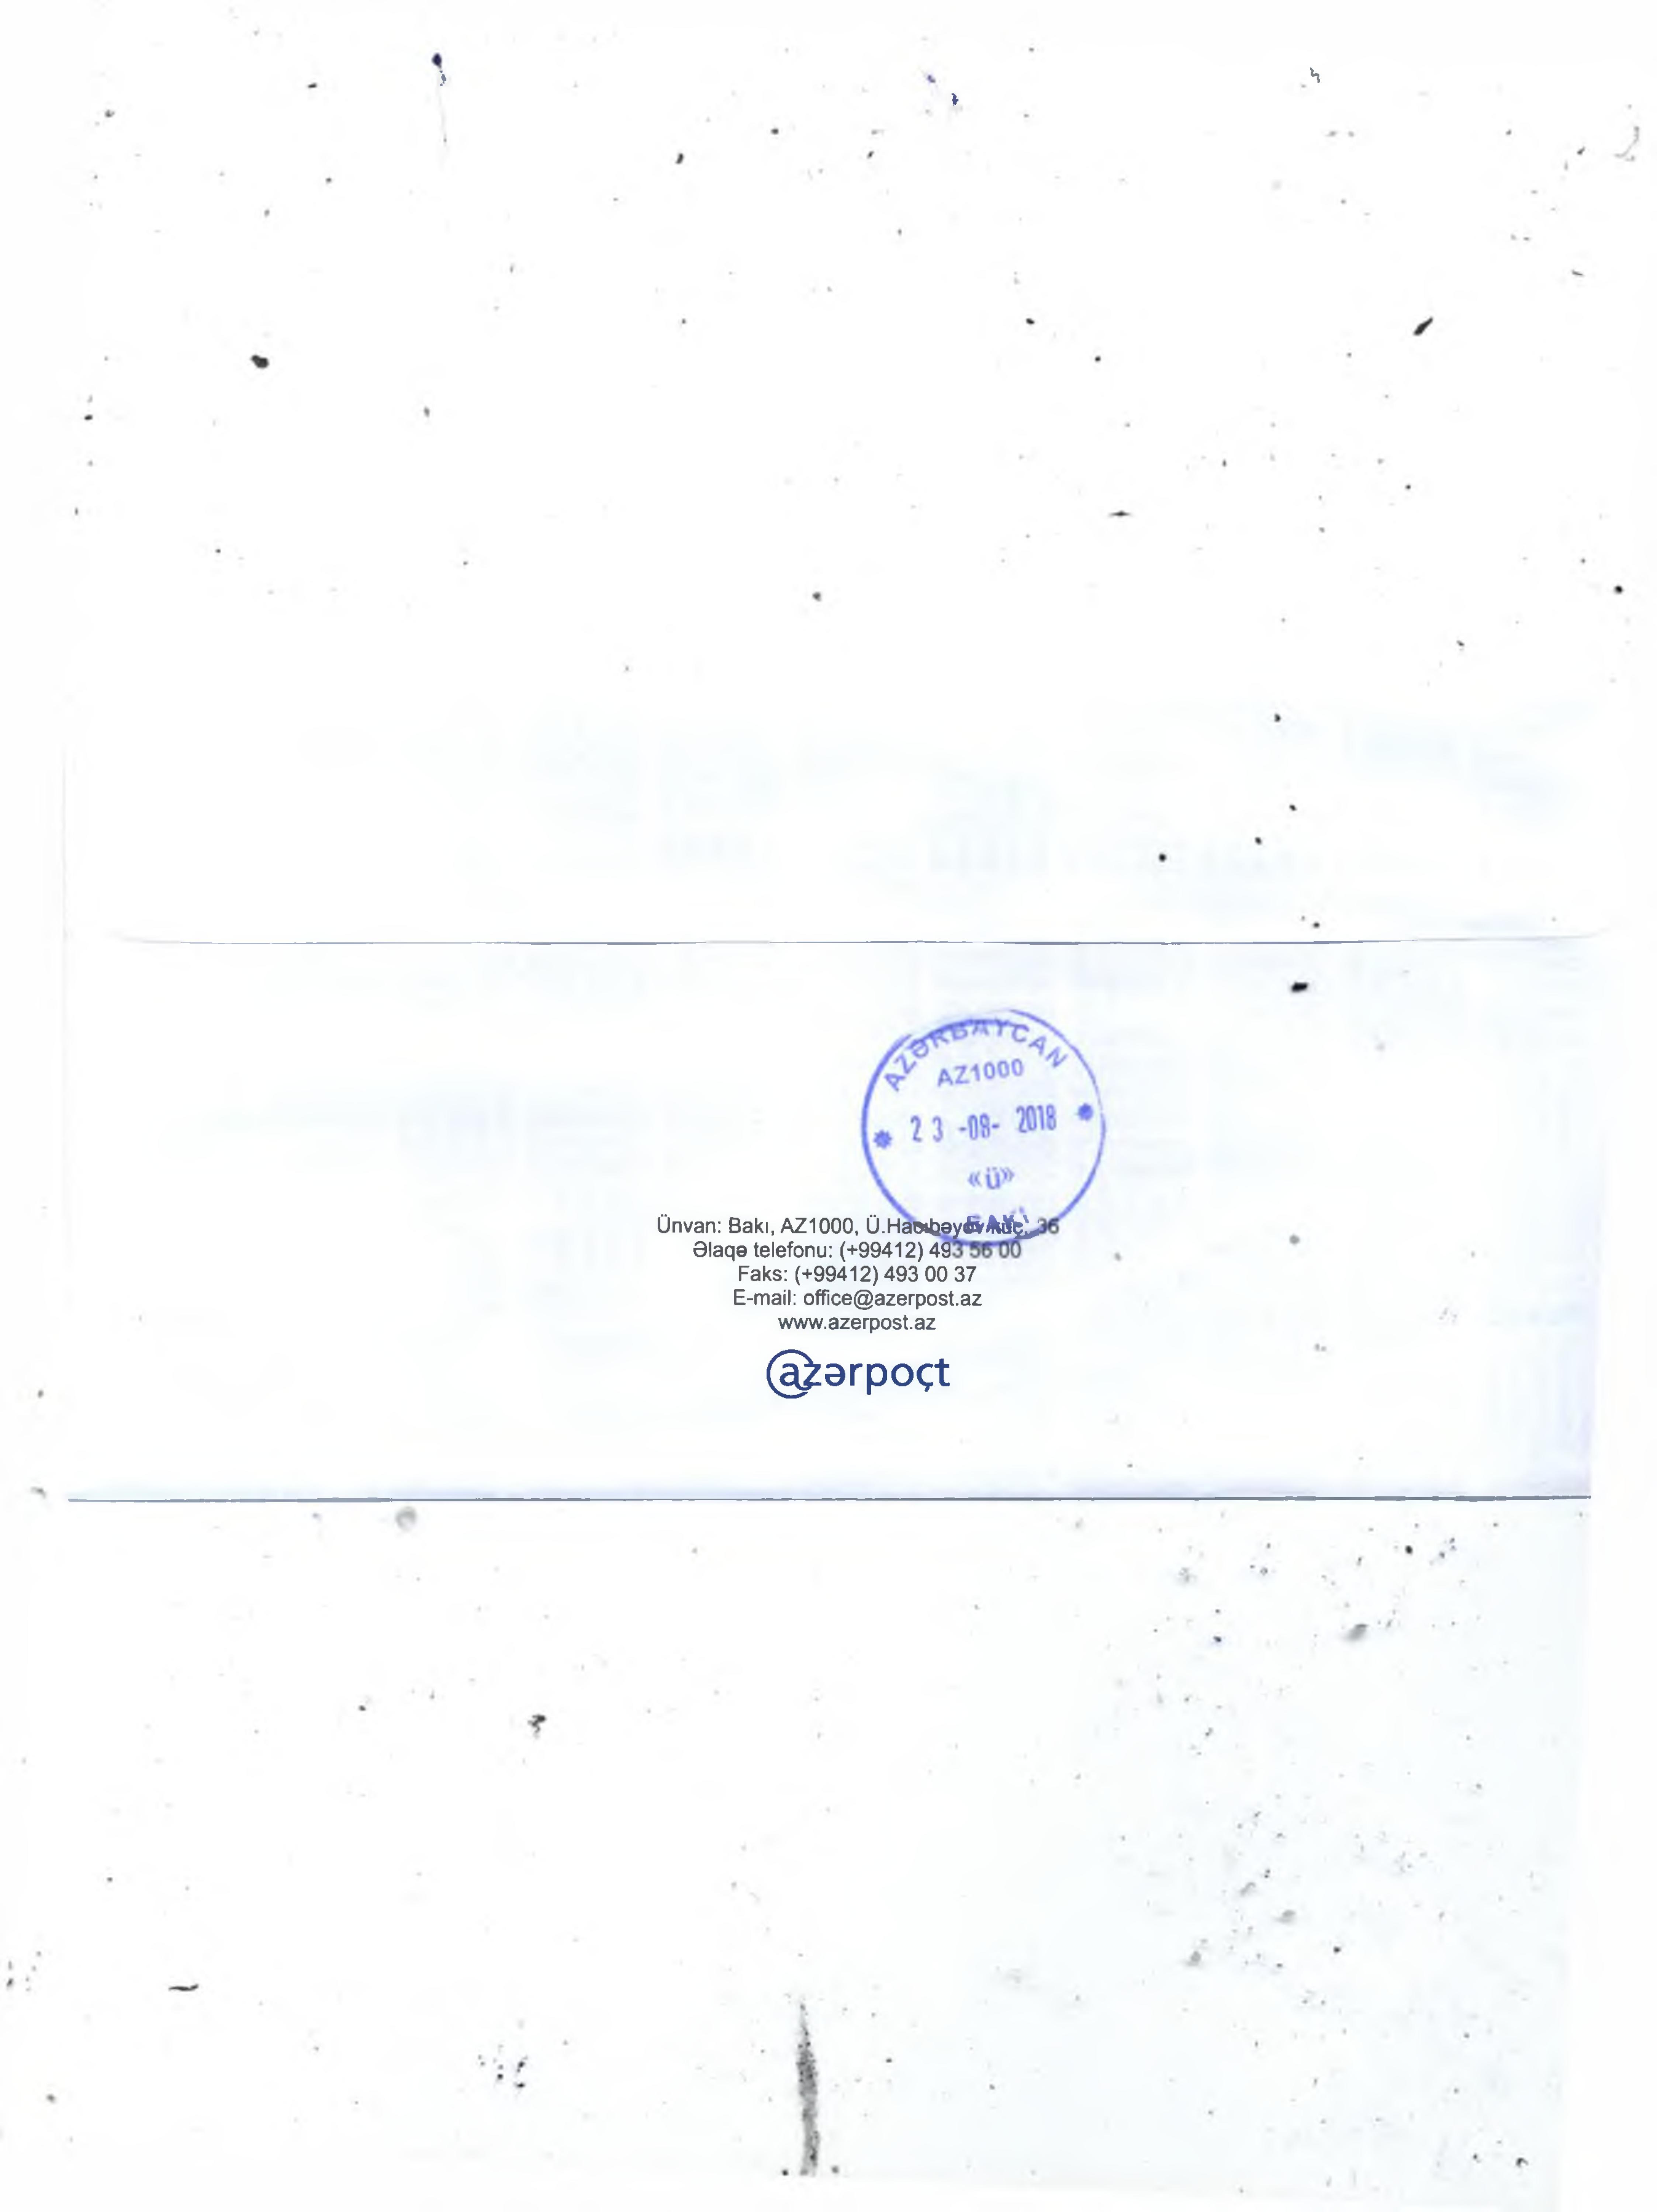 AZƏRBAYCAN
AZ1000
23 -08- 2018
«Ü»
BAKI
Ünvan: Bakı, AZ1000, Ü.Hacıbəyov küç., 36
Əlaqə telefonu: (+99412) 493 56 00
Faks: (+99412) 493 00 37
E-mail: office@azerpost.az
www.azerpost.az
@zərpoçt